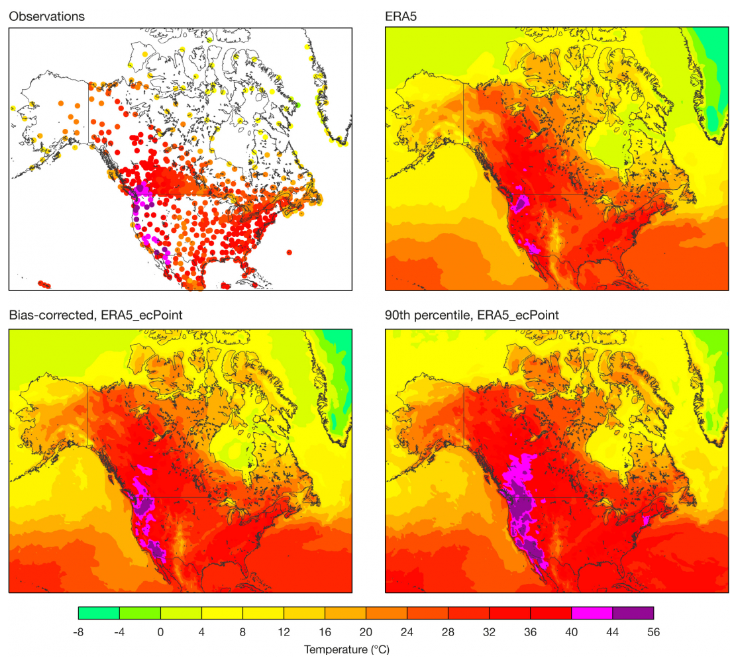 Observations
ERA5
Bias-corrected, ERA5_ecPoint
90th percentile, ERA5_ecPoint
-8 -4 0 4 8 12 16 20 24 28 32 36 40 44 56
Temperature (°C)